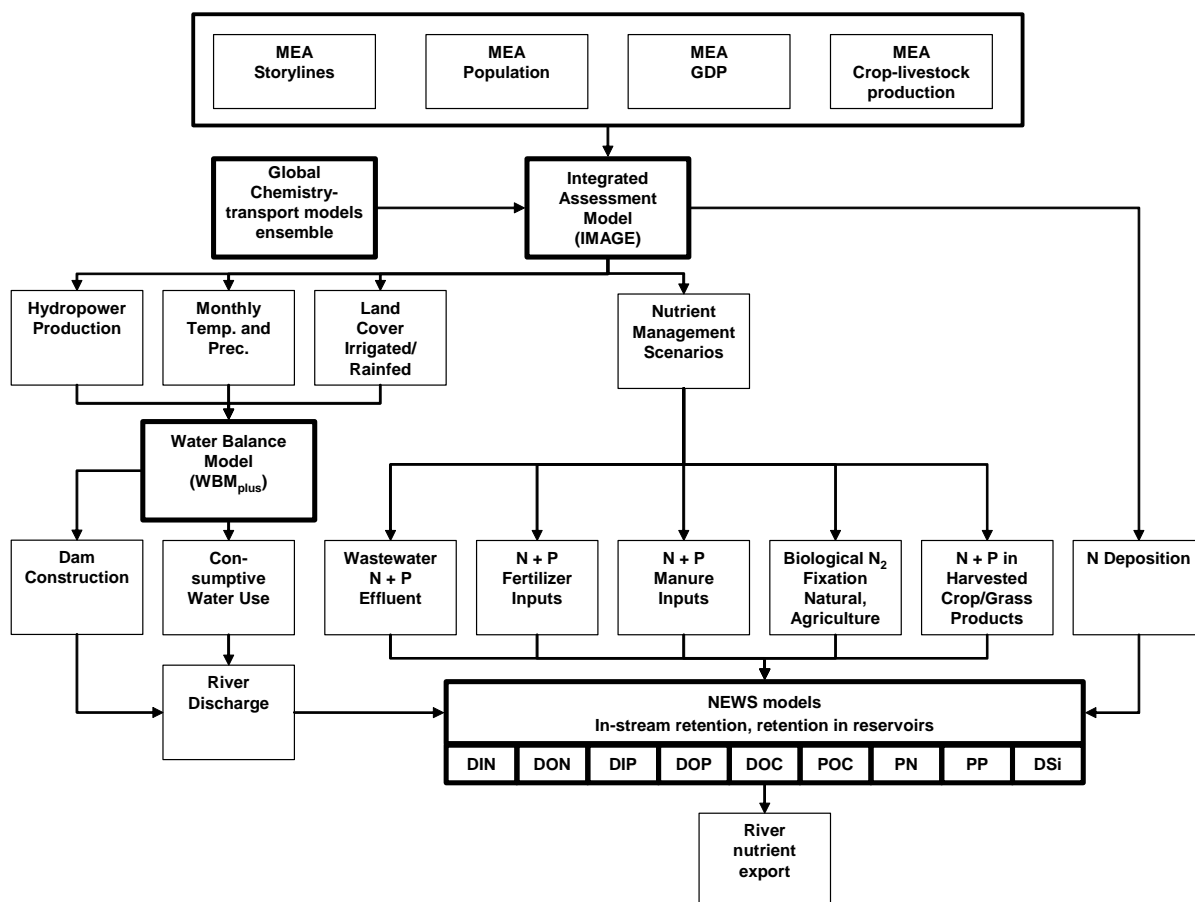 MEA
Storylines
MEA
Population
MEA
GDP
MEA
Crop-livestock
production
Global
Chemistry-
transport models
ensemble
Integrated
Assessment
Model
(IMAGE)
Hydropower
Production
Monthly
Temp. and
Prec.
Land
Cover
Irrigated/
Rainfed
Nutrient
Management
Scenarios
Water Balance
Model
(WBMplus)
Dam
Construction
Con-
sumptive
Water Use
Wastewater
N + P
Effluent
N + P
Fertilizer
Inputs
N + P
Manure
Inputs
Biological N2
Fixation
Natural,
Agriculture
N + P in
Harvested
Crop/Grass
Products
N Deposition
River
Discharge
NEWS models
In-stream retention, retention in reservoirs
DIN DON DIP DOP DOC POC PN PP DSi
River
nutrient
export